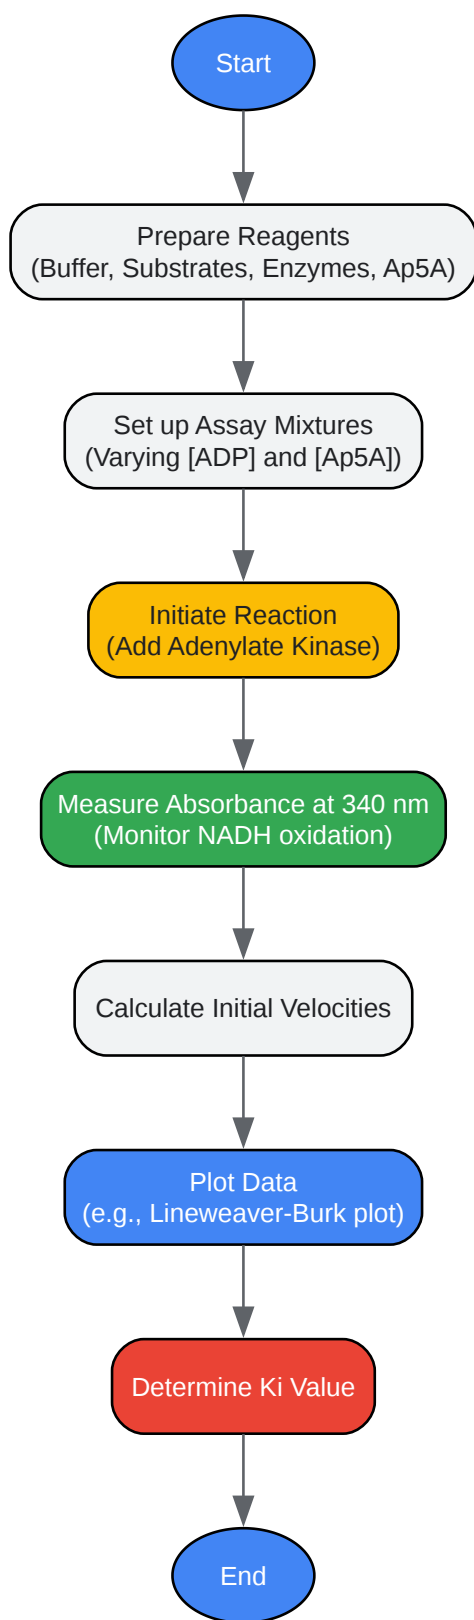 Start
Prepare Reagents
(Buffer, Substrates, Enzymes, Ap5A)
Set up Assay Mixtures
(Varying [ADP] and [Ap5A])
Initiate Reaction
(Add Adenylate Kinase)
Measure Absorbance at 340 nm
(Monitor NADH oxidation)
Calculate Initial Velocities
Plot Data
(e.g., Lineweaver-Burk plot)
Determine Ki Value
End